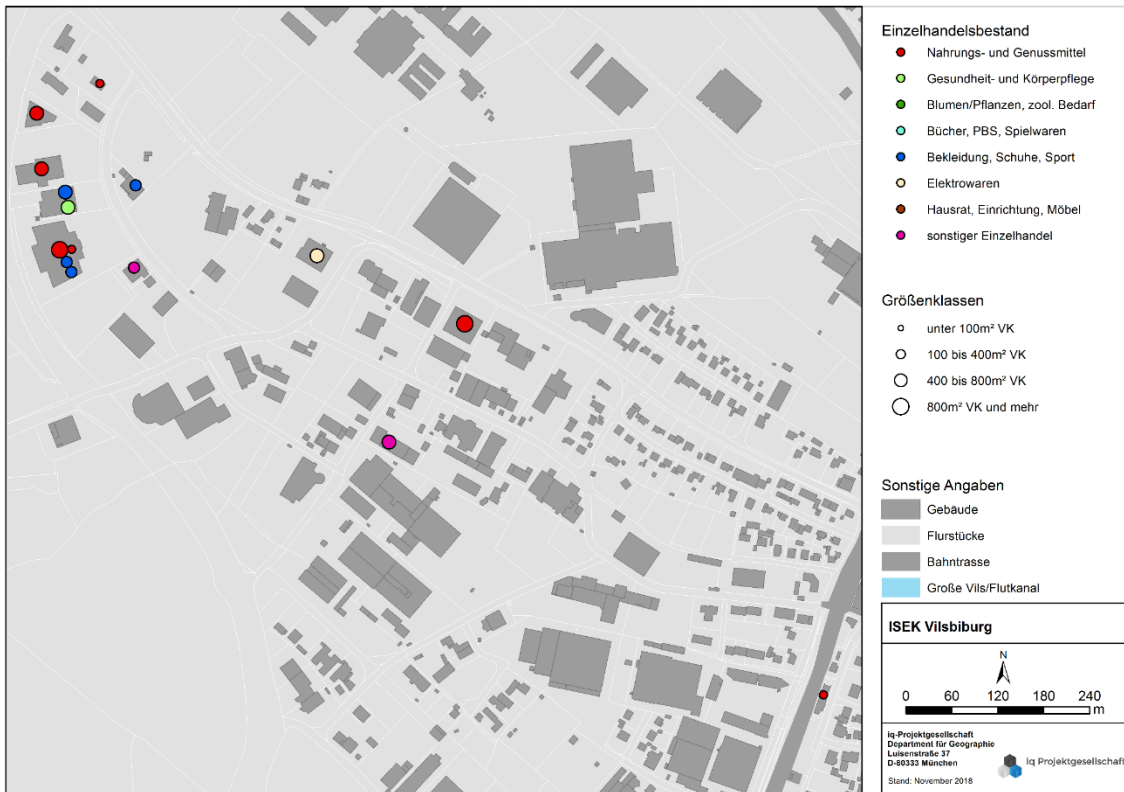 Einzelhandelsbestand
Nahrungs- und Genussmittel
Gesundheit- und Körperpflege
Blumen/Pflanzen, zool. Bedarf
Bücher, PBS, Spielwaren
Bekleidung, Schuhe, Sport
Elektrowaren
Hausrat, Einrichtung, Möbel
sonstiger Einzelhandel
Größenklassen
unter 100m² VK
100 bis 400m² VK
400 bis 800m² VK
800m² VK und mehr
Sonstige Angaben
Gebäude
Flurstücke
Bahntrasse
Große Vils/Flutkanal
ISEK Vilsbiburg
N
0 60 120 180 240
m
iq-Projektgesellschaft
Department für Geographie
Luisenstraße 37
D-80333 München
iq Projektgesellschaft
Stand: November 2018